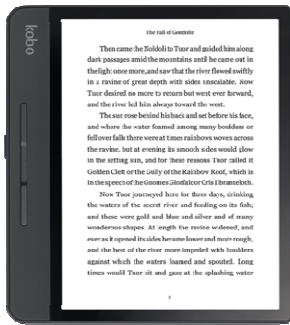 kobo
The Fall of Gondolin
Then came the Noldoli to Tuor and guided him along
dark passages amid the mountains until he came out in
the light once more, and saw that the river flowed swiftly
in a ravine of great depth with sides unscalable. Now
Tuor desired no more to return but went ever forward,
and the river led him always toward the west.
The sun rose behind his back and set before his face,
and where the water foamed among many boulders or
fell over falls there were at times rainbows woven across
the ravine, but at evening its smooth sides would glow
in the setting sun, and for these reasons Tuor called it
Golden Cleft or the Gully of the Rainbow Roof, which is
in the speech of the Gnomes Glorfalcor Cris Ilbranteloth.
Now Tuor journeyed here for three days, drinking
the waters of the secret river and feeding on its fish;
and these were gold and blue and silver and of many
wonderous shapes. At length the ravine widened, and
ever as it opened its sides became lower and more rough,
and the bed of the river more impeded with boulders
against which the waters foamed and spouted. Long
times would Tuor sit and gaze at the splashing water